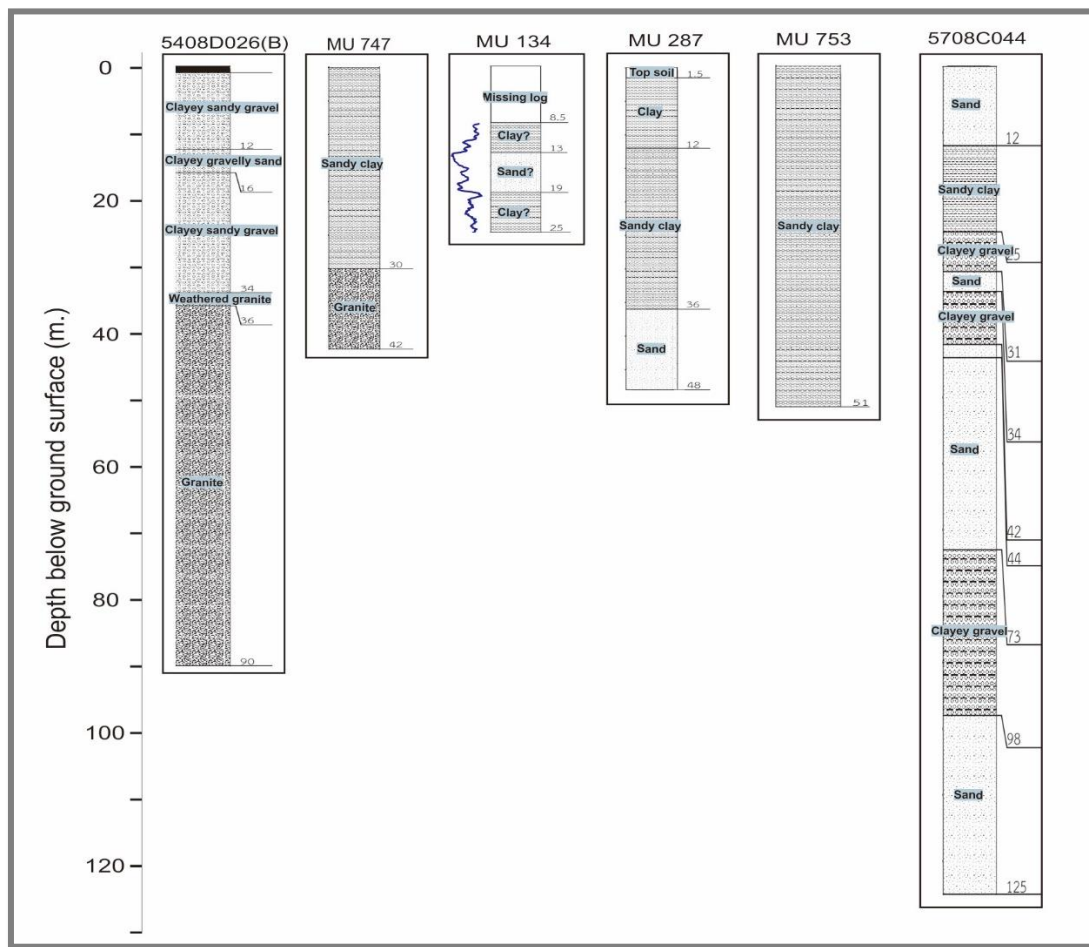 5408D026(B)
MU 747
MU 134
MU 287
MU 753
5708C044
Depth below ground surface (m.)
0
20
40
60
80
100
120
Clayey sandy gravel
12
Clayey gravelly sand
16
Clayey sandy gravel
34
Weathered granite
36
Granite
90
Sandy clay
30
Granite
42
Missing log
8.5
Clay?
13
Sand?
19
Clay?
25
Top soil
1.5
Clay
12
Sandy clay
36
Sand
48
Sandy clay
51
Sand
12
Sandy clay
25
Clayey gravel
31
Sand
34
Clayey gravel
42
44
Sand
73
Clayey gravel
98
Sand
125